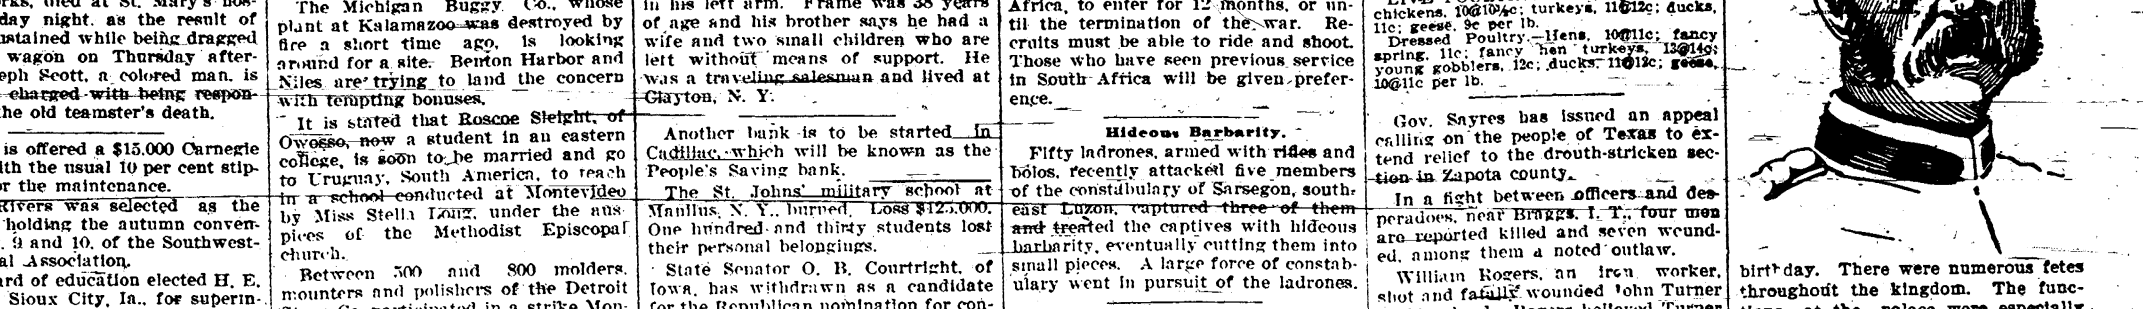 day night. as the result of
ustained while being dragged
wagon on Thursday after-
eph Scott, a colored man. is
charged with being respon-
he old teamster's death.
is offered a $15,000 Carnegie
ith the usual 10 per cent stip-
or the maintenance.
Rivers was selected as the
holding the autumn conven-
. 9 and 10, of the Southwest-
al Association.
ard of education elected H. E.
Sioux City, Ia., for superin-
The Michigan Buggy Co., whose
plant at Kalamazoo was destroyed by
fire a short time ago, is looking
around for a site. Benton Harbor and
Niles are trying to land the concern
with tempting bonuses.
It is stated that Roscoe Sleight, of
Owosso, now a student in an eastern
college, is soon to be married and go
to Uruguay, South America, to reach
in a school conducted at Montevideo
by Miss Stella Long, under the aus
pices of the Methodist Episcopal
church.
Between 500 and 800 molders,
mounters and polishers of the Detroit
in a strike Mon-
in his left arm. Frame was 38 years
of age and his brother says he had a
wife and two small children who are
left without means of support. He
was a traveling salesman and lived at
Clayton, N. Y.
Another bank is to be started in
Cadillac, which will be known as the
People's Saving bank.
The St. Johns' military school at
Manlius, N. Y., burned. Loss $125,000.
One hundred and thirty students lost
their personal belongings.
State Senator O. B. Courtright, of
Iowa, has withdrawn as a candidate
for the Republican nomination for con-
Africa, to enter for 12 months, or un-
til the termination of the war. Re-
cruits must be able to ride and shoot.
Those who have seen previous service
in South Africa will be given prefer-
ence.
Hideous Barbarity.
Fifty ladrones, armed with rifles and
bolos, recently attacked five members
of the constabulary of Sarsegon, south-
east Luzon, captured three of them
and treated the captives with hideous
barbarity, eventually cutting them into
small pieces. A large force of constab-
ulary went in pursuit of the ladrones.
chickens, 10@10½c; turkeys, 11@12c; ducks,
11c; geese, 9c per lb.
Dressed Poultry.—Hens, 10@11c; fancy
spring, 11c; fancy hen turkeys, 13@14c;
young gobblers, 12c; ducks, 11@12c; geese,
10@11c per lb.
Gov. Sayres has issued an appeal
calling on the people of Texas to ex-
tend relief to the drouth-stricken sec-
tion in Zapota county.
In a fight between officers and des-
peradoes, near Braggs, I. T., four men
are reported killed and seven wound-
ed, among them a noted outlaw.
William Rogers, an iron worker,
shot and fatally wounded John Turner
birthday. There were numerous fetes
throughout the kingdom. The func-